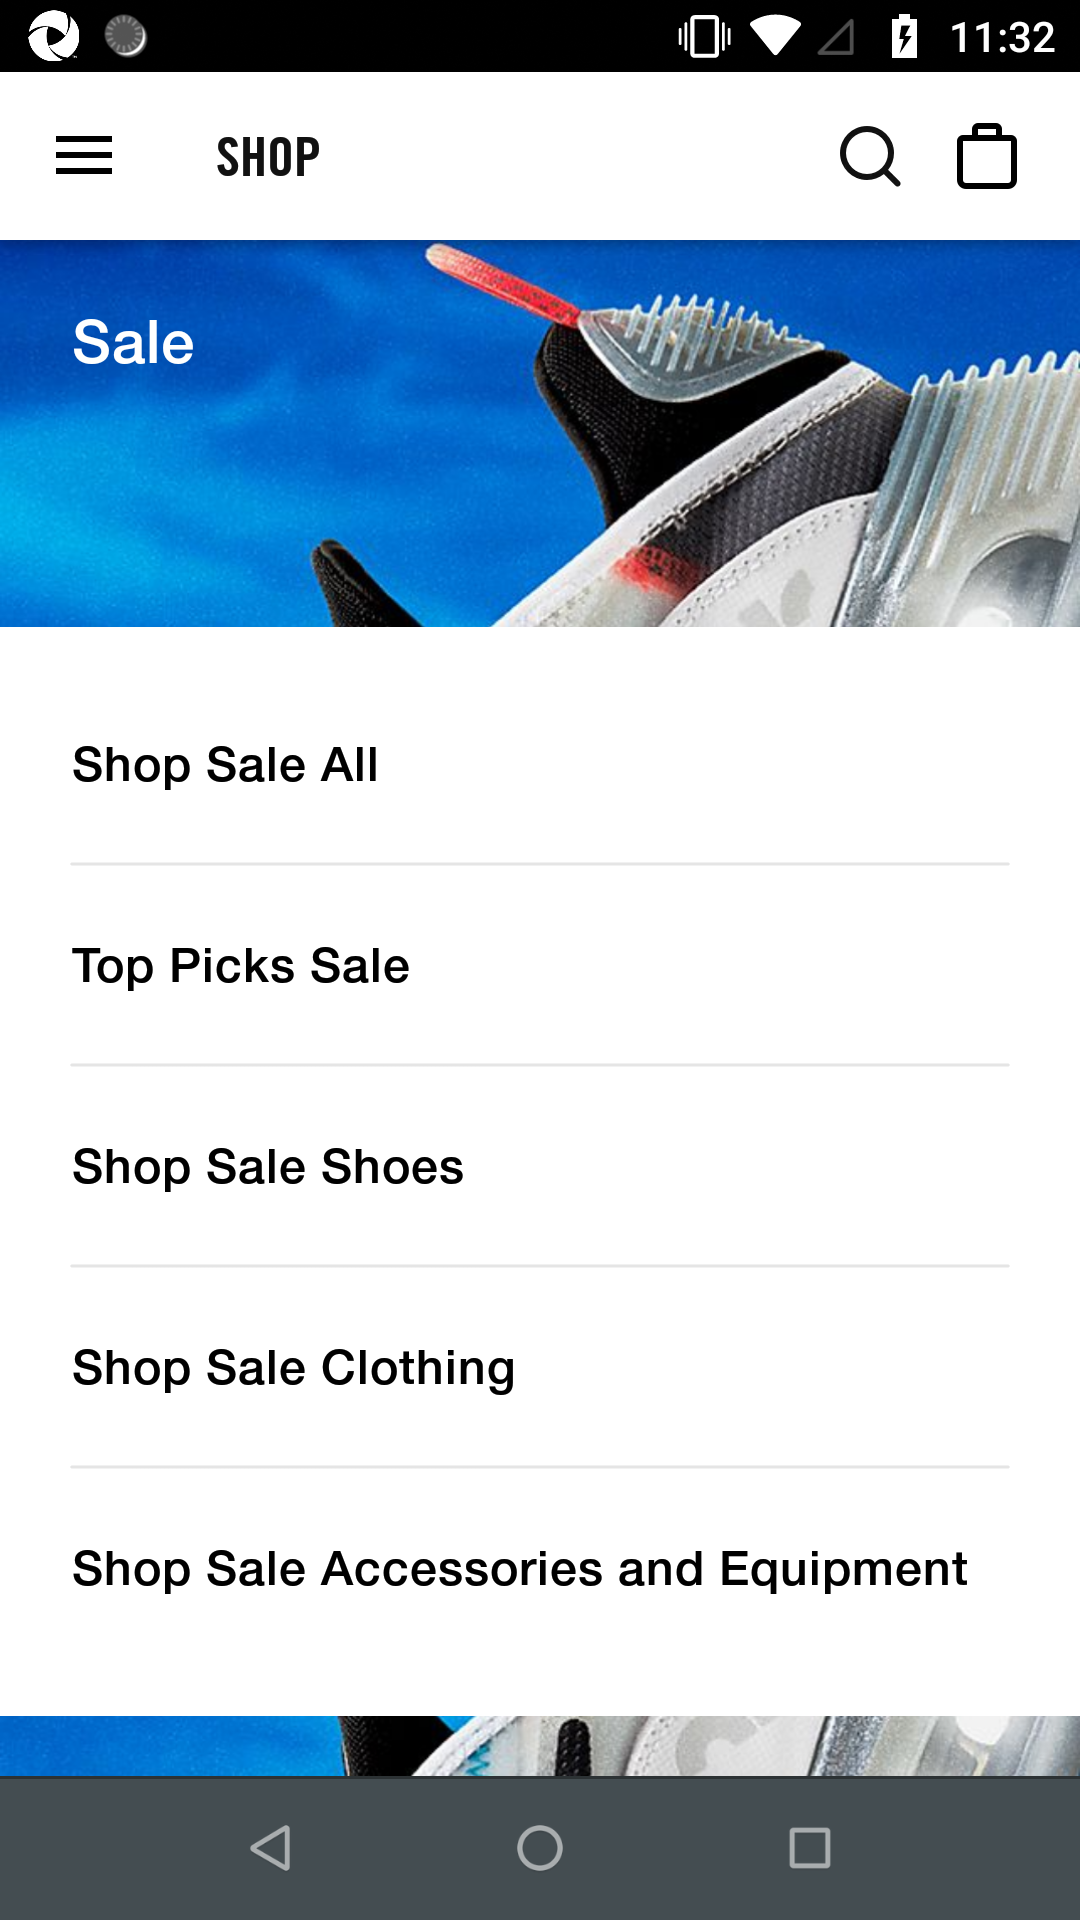 11:32
SHOP
Sale
Shop Sale All
Top Picks Sale
Shop Sale Shoes
Shop Sale Clothing
Shop Sale Accessories and Equipment